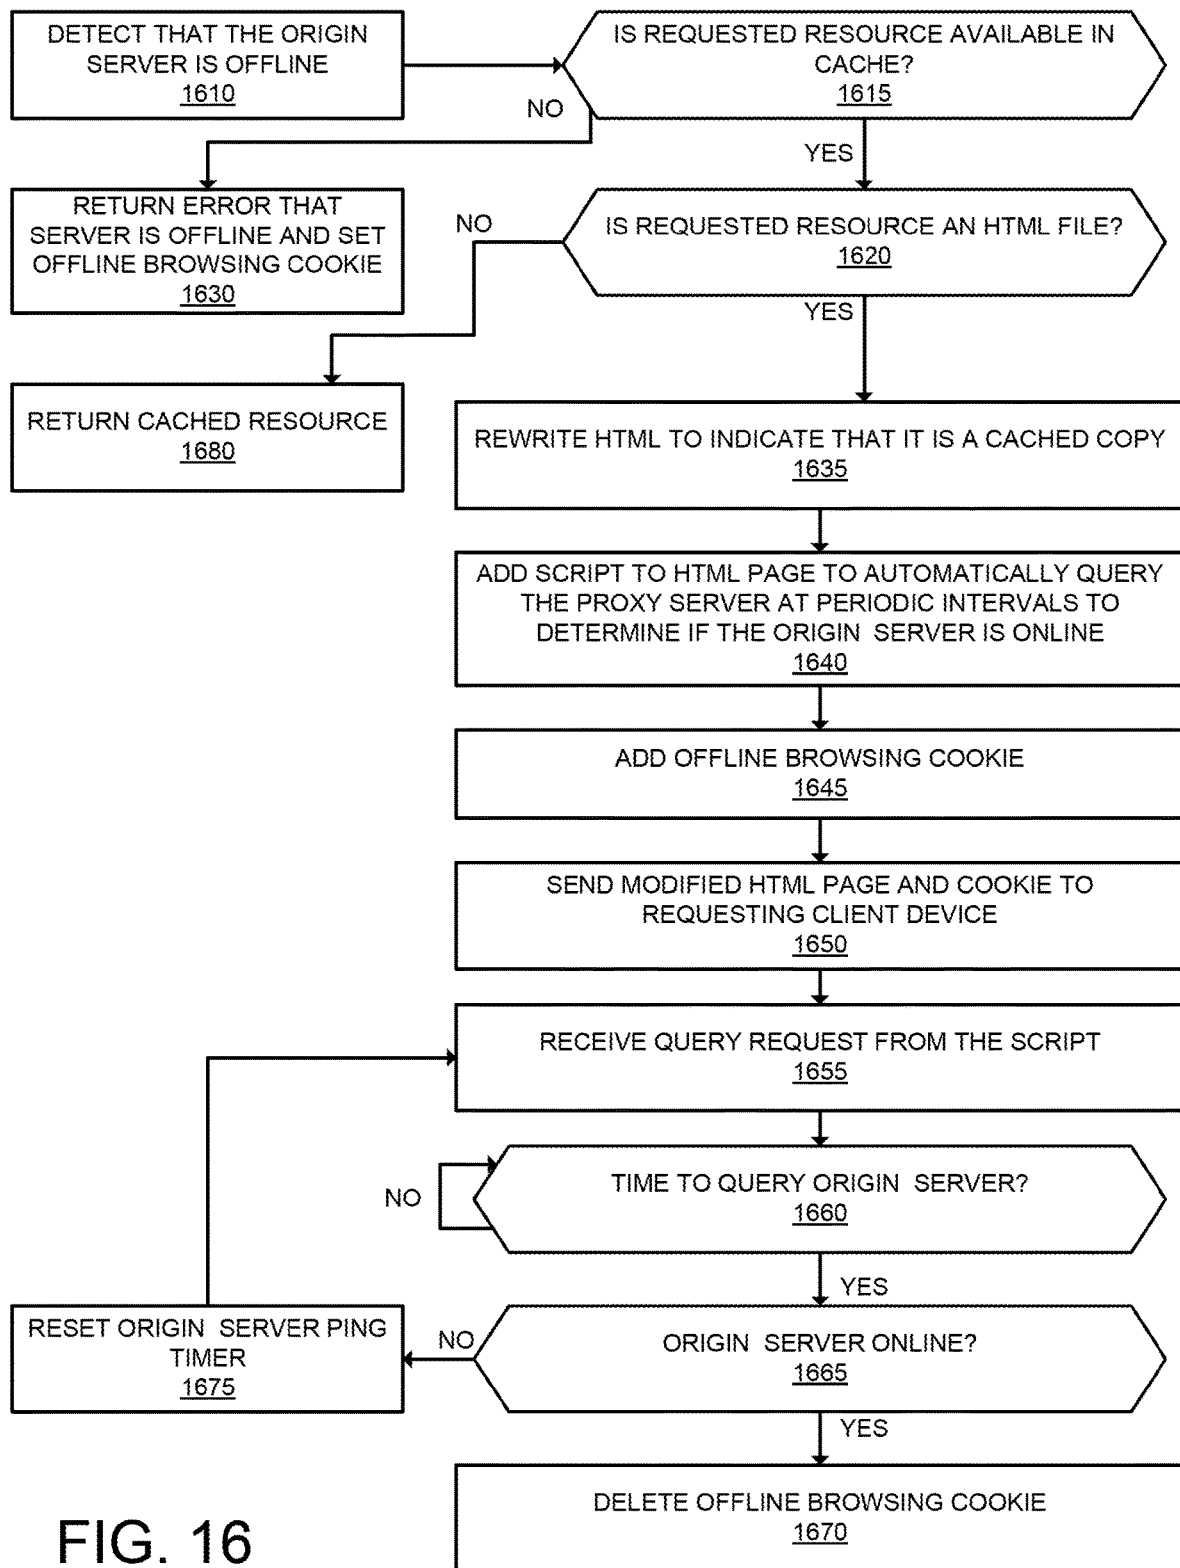 DETECT THAT THE ORIGIN
SERVER IS OFFLINE
1610
IS REQUESTED RESOURCE AVAILABLE IN
CACHE?
1615
NO
YES
RETURN ERROR THAT
SERVER IS OFFLINE AND SET
OFFLINE BROWSING COOKIE
1630
NO
IS REQUESTED RESOURCE AN HTML FILE?
1620
YES
RETURN CACHED RESOURCE
1680
REWRITE HTML TO INDICATE THAT IT IS A CACHED COPY
1635
ADD SCRIPT TO HTML PAGE TO AUTOMATICALLY QUERY
THE PROXY SERVER AT PERIODIC INTERVALS TO
DETERMINE IF THE ORIGIN SERVER IS ONLINE
1640
ADD OFFLINE BROWSING COOKIE
1645
SEND MODIFIED HTML PAGE AND COOKIE TO
REQUESTING CLIENT DEVICE
1650
RECEIVE QUERY REQUEST FROM THE SCRIPT
1655
NO
TIME TO QUERY ORIGIN SERVER?
1660
YES
RESET ORIGIN SERVER PING
TIMER
1675
NO
ORIGIN SERVER ONLINE?
1665
YES
DELETE OFFLINE BROWSING COOKIE
1670
FIG. 16